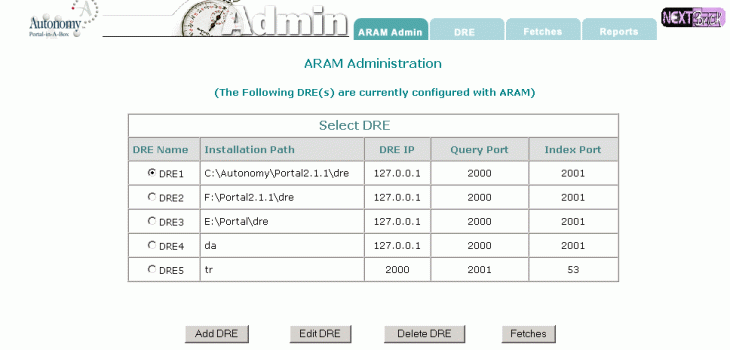 Autonomy
Portal-in-A-Box
Admin
ARAM Admin DRE Fetches Reports
ARAM Administration
(The Following DRE(s) are currently configured with ARAM)
Select DRE
DRE Name Installation Path DRE IP Query Port Index Port
DRE1 C:\Autonomy\Portal2.1.1\dre 127.0.0.1 2000 2001
DRE2 F:\Portal2.1.1\dre 127.0.0.1 2000 2001
DRE3 E:\Portal\dre 127.0.0.1 2000 2001
DRE4 da 127.0.0.1 2000 2001
DRE5 tr 2000 2001 53
Add DRE Edit DRE Delete DRE Fetches